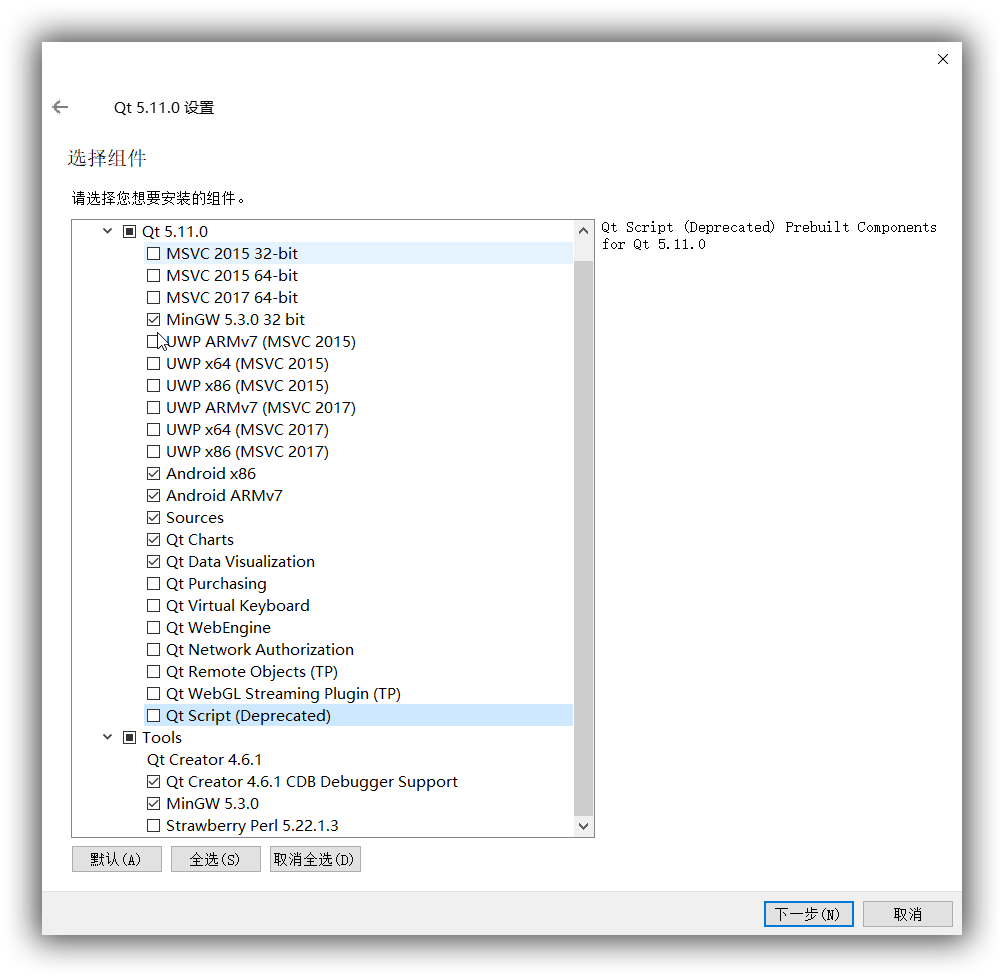 Qt 5.11.0 设置
选择组件
请选择您想要安装的组件。
Qt 5.11.0
MSVC 2015 32-bit
MSVC 2015 64-bit
MSVC 2017 64-bit
MinGW 5.3.0 32 bit
UWP ARMv7 (MSVC 2015)
UWP x64 (MSVC 2015)
UWP x86 (MSVC 2015)
UWP ARMv7 (MSVC 2017)
UWP x64 (MSVC 2017)
UWP x86 (MSVC 2017)
Android x86
Android ARMv7
Sources
Qt Charts
Qt Data Visualization
Qt Purchasing
Qt Virtual Keyboard
Qt WebEngine
Qt Network Authorization
Qt Remote Objects (TP)
Qt WebGL Streaming Plugin (TP)
Qt Script (Deprecated)
Tools
Qt Creator 4.6.1
Qt Creator 4.6.1 CDB Debugger Support
MinGW 5.3.0
Strawberry Perl 5.22.1.3
Qt Script (Deprecated) Prebuilt Components
for Qt 5.11.0
默认(A)
全选(S)
取消全选(D)
下一步(N)
取消